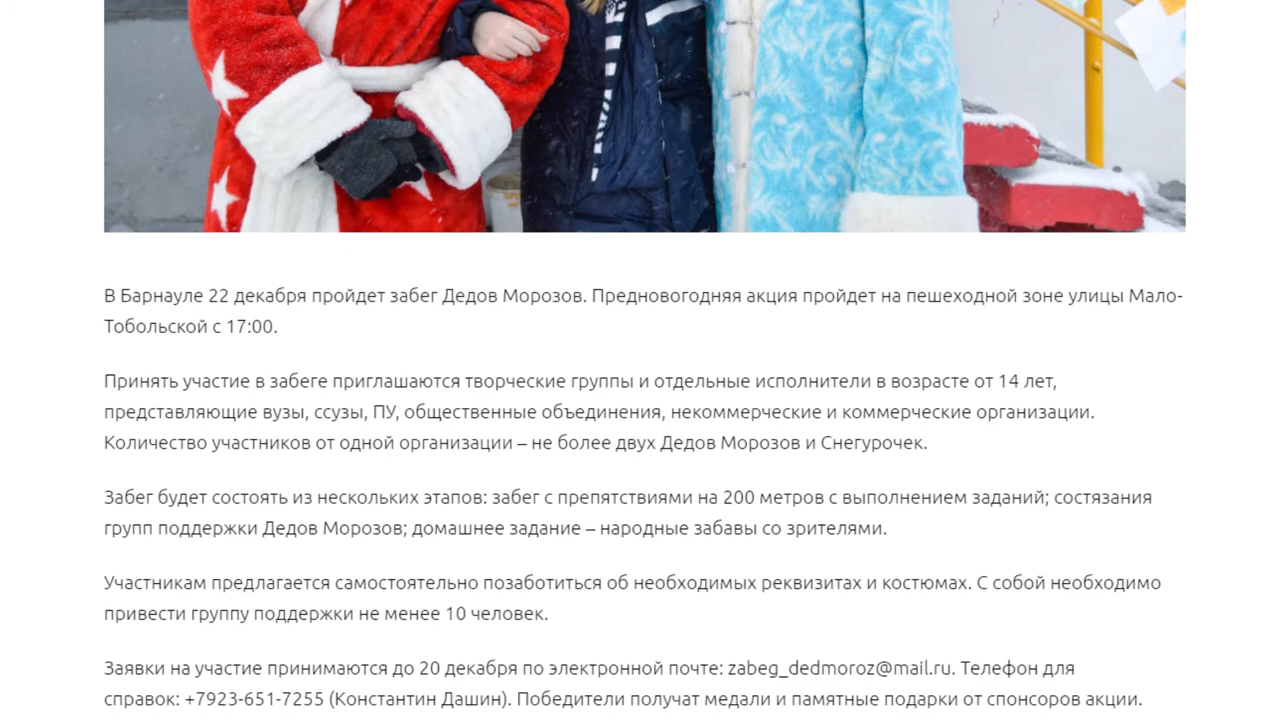 В Барнауле 22 декабря пройдет забег Дедов Морозов. Предновогодняя акция пройдет на пешеходной зоне улицы Мало-
Тобольской с 17:00.
Принять участие в забеге приглашаются творческие группы и отдельные исполнители в возрасте от 14 лет,
представляющие вузы, ссузы, ПУ, общественные объединения, некоммерческие и коммерческие организации.
Количество участников от одной организации – не более двух Дедов Морозов и Снегурочек.
Забег будет состоять из нескольких этапов: забег с препятствиями на 200 метров с выполнением заданий; состязания
групп поддержки Дедов Морозов; домашнее задание – народные забавы со зрителями.
Участникам предлагается самостоятельно позаботиться об необходимых реквизитах и костюмах. С собой необходимо
привести группу поддержки не менее 10 человек.
Заявки на участие принимаются до 20 декабря по электронной почте: zabeg_dedmoroz@mail.ru. Телефон для
справок: +7923-651-7255 (Константин Дашин). Победители получат медали и памятные подарки от спонсоров акции.